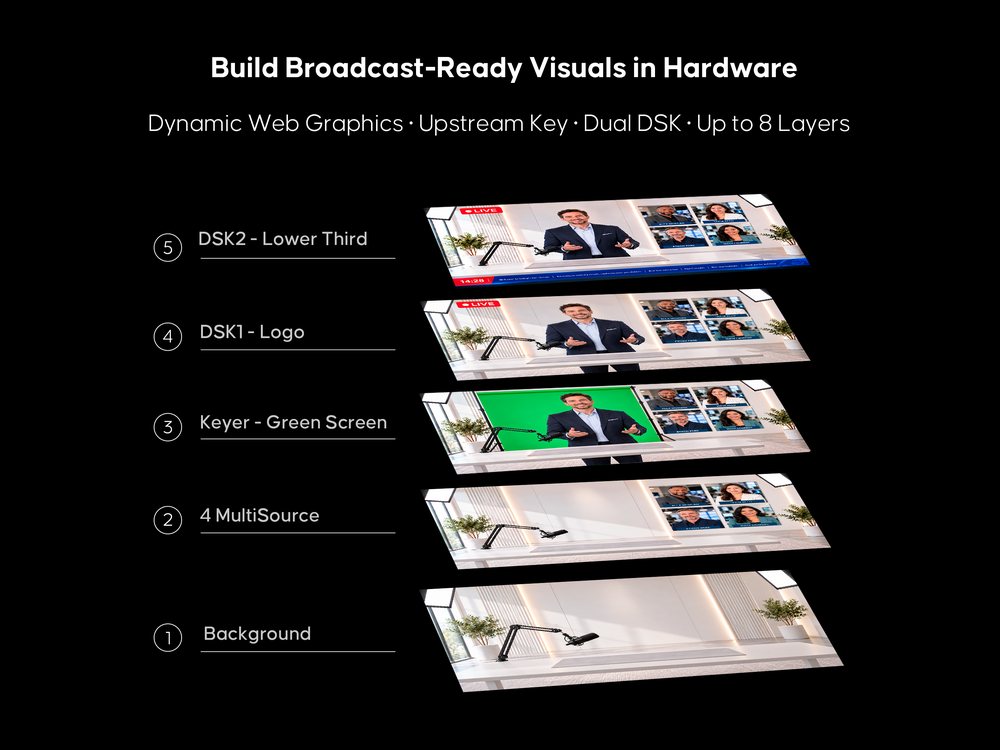 Build Broadcast-Ready Visuals in Hardware
Dynamic Web Graphics · Upstream Key · Dual DSK · Up to 8 Layers
5 DSK2 - Lower Third
LIVE
14:28
4 DSK1 - Logo
LIVE
3 Keyer - Green Screen
2 4 MultiSource
1 Background